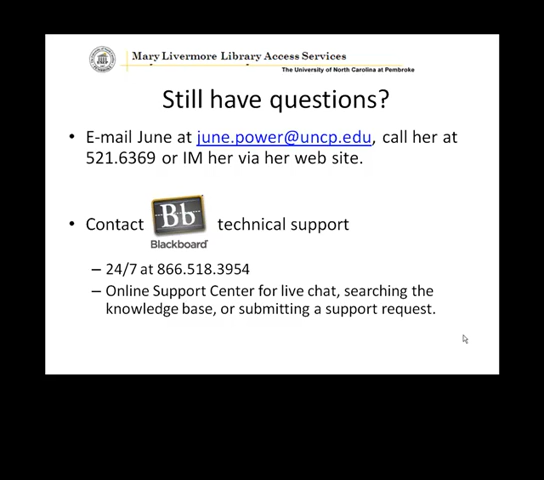 Mary Livermore Library Access Services
The University of North Carolina at Pembroke
Still have questions?
• E-mail June at june.power@uncp.edu, call her at
521.6369 or IM her via her web site.
• Contact Bb Blackboard technical support
– 24/7 at 866.518.3954
– Online Support Center for live chat, searching the
knowledge base, or submitting a support request.